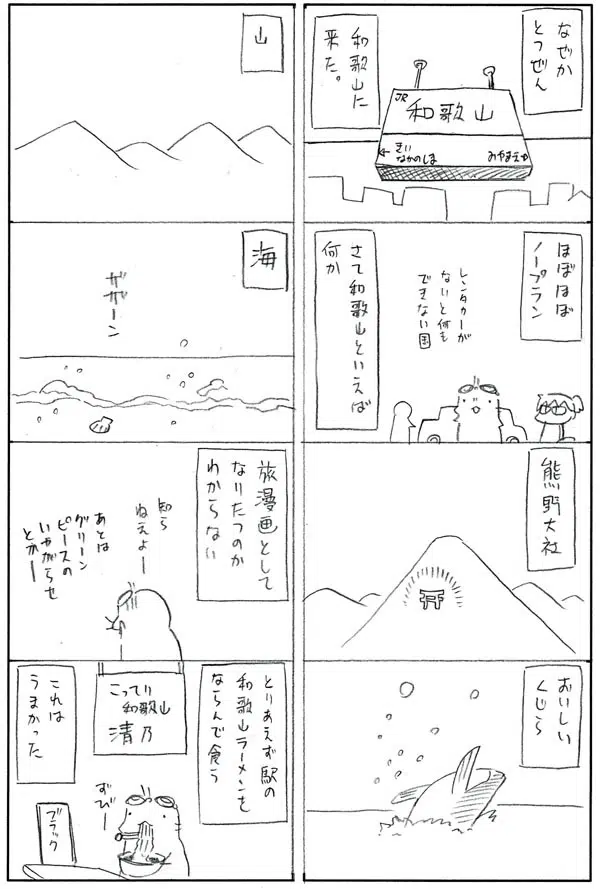 なぜか
とつぜん
和歌山に
来た。
JR
和歌山
←きい
なかのしま
みやまえ→
ほぼほぼ
ノープラン
レンタカーが
ないと何も
できない国
さて和歌山といえば
何か
熊野大社
おいしい
くじら
山
海
ザザーン
旅漫画として
なりたつのか
わからない
知ら
ねえよー
あとは
グリーン
ピースの
いやがらせ
とかー
とりあえず駅の
和歌山ラーメンを
ならんで食う
こってり
和歌山
清乃
これは
うまかった
ずびー
ブラック